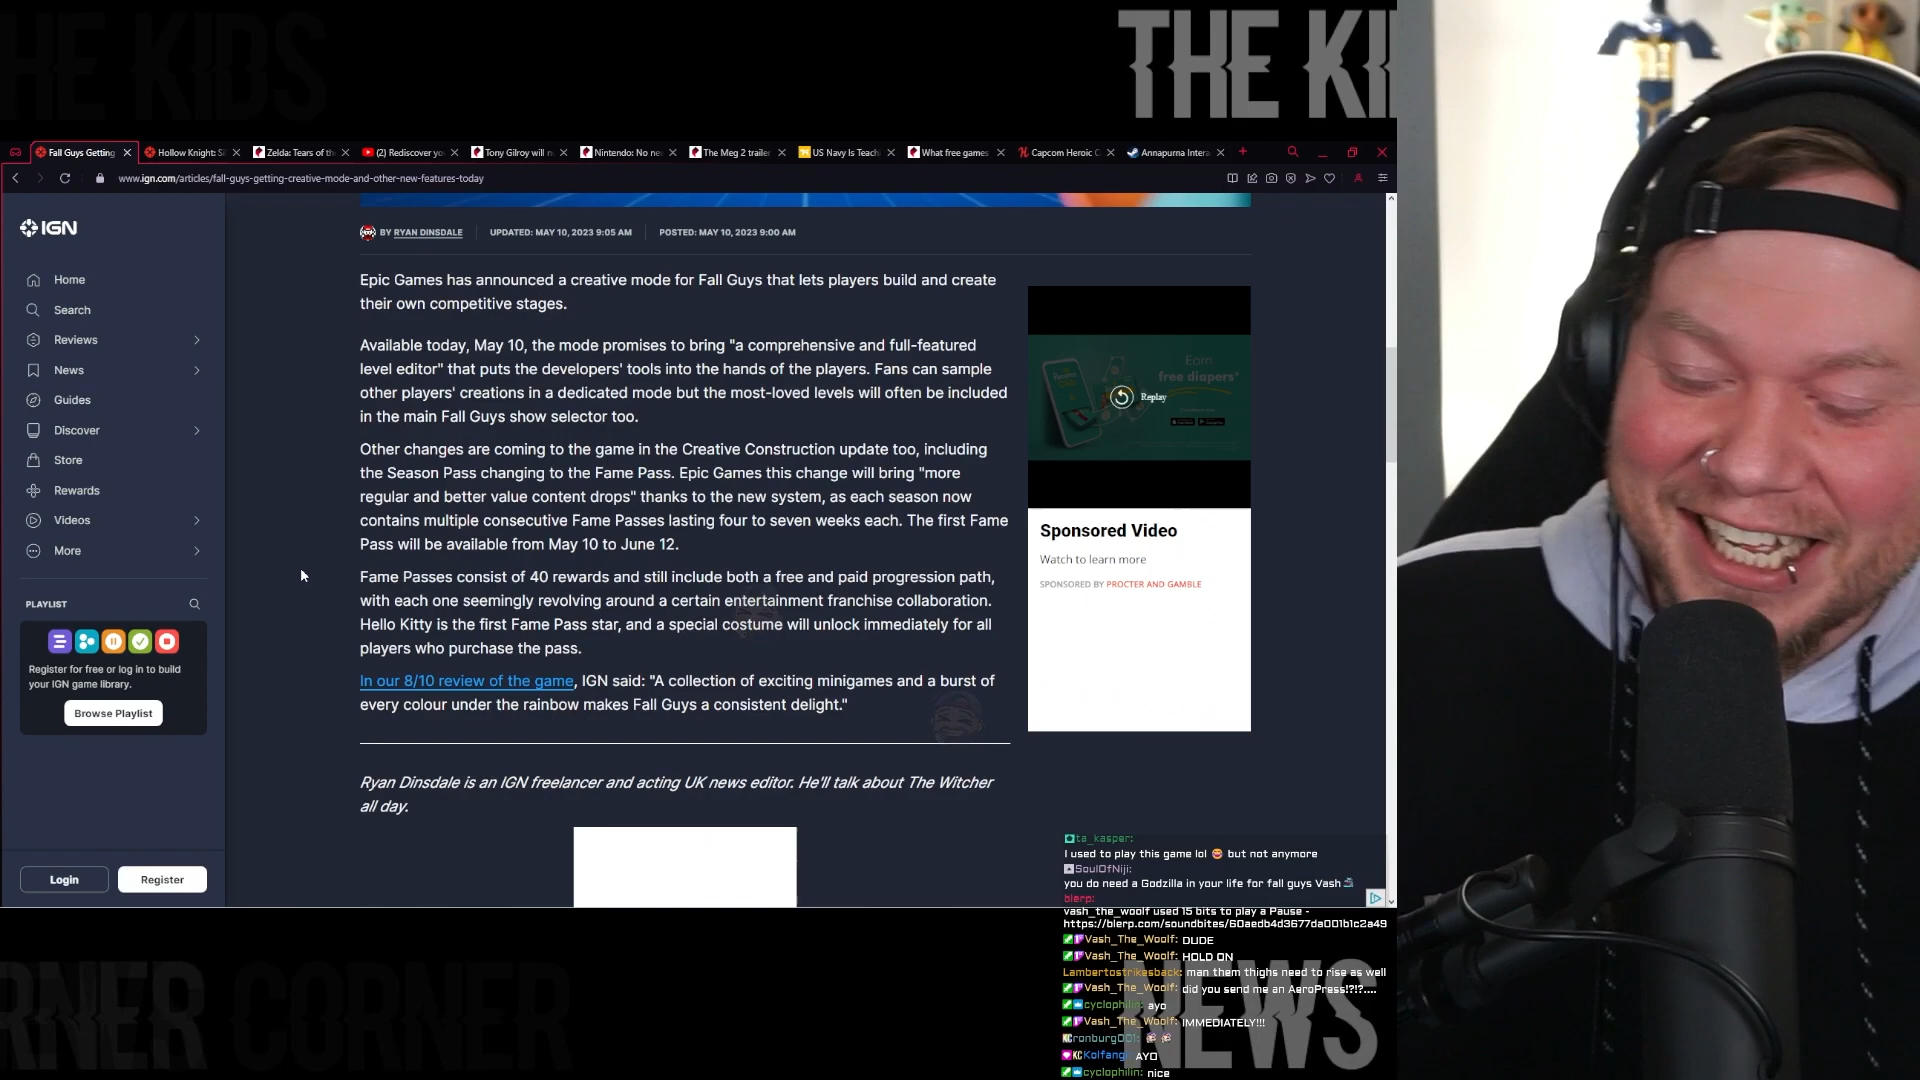 THE KIDS
THE KI
Fall Guys Getting
Hollow Knight: Si
Zelda: Tears of th
(2) Rediscover yo
Tony Gilroy will n
Nintendo: No ne
The Meg 2 trailer
US Navy Is Teach
What free games
Capcom Heroic C
Annapurna Intera
www.ign.com/articles/fall-guys-getting-creative-mode-and-other-new-features-today
IGN
Home
Search
Reviews
News
Guides
Discover
Store
Rewards
Videos
More
PLAYLIST
Register for free or log in to build
your IGN game library.
Browse Playlist
Login
Register
BY RYAN DINSDALE
UPDATED: MAY 10, 2023 9:05 AM
POSTED: MAY 10, 2023 9:00 AM
Epic Games has announced a creative mode for Fall Guys that lets players build and create
their own competitive stages.
Available today, May 10, the mode promises to bring "a comprehensive and full-featured
level editor" that puts the developers' tools into the hands of the players. Fans can sample
other players' creations in a dedicated mode but the most-loved levels will often be included
in the main Fall Guys show selector too.
Other changes are coming to the game in the Creative Construction update too, including
the Season Pass changing to the Fame Pass. Epic Games this change will bring "more
regular and better value content drops" thanks to the new system, as each season now
contains multiple consecutive Fame Passes lasting four to seven weeks each. The first Fame
Pass will be available from May 10 to June 12.
Fame Passes consist of 40 rewards and still include both a free and paid progression path,
with each one seemingly revolving around a certain entertainment franchise collaboration.
Hello Kitty is the first Fame Pass star, and a special costume will unlock immediately for all
players who purchase the pass.
In our 8/10 review of the game, IGN said: "A collection of exciting minigames and a burst of
every colour under the rainbow makes Fall Guys a consistent delight."
Ryan Dinsdale is an IGN freelancer and acting UK news editor. He'll talk about The Witcher
all day.
Earn
free diapers*
Replay
Sponsored Video
Watch to learn more
SPONSORED BY PROCTER AND GAMBLE
ta_kasper:
I used to play this game lol 😂 but not anymore
SoulOfNiji:
you do need a Godzilla in your life for fall guys Vash
blerp:
vash_the_woolf used 15 bits to play a Pause -
https://blerp.com/soundbites/60aedb4d3677da001b1c2a49
Vash_The_Woolf: DUDE
Vash_The_Woolf: HOLD ON
Lambertostrikesback: man them thighs need to rise as well
Vash_The_Woolf: did you send me an AeroPress!?!?....
cyclophilin: ayo
Vash_The_Woolf: IMMEDIATELY!!!
ronburg001:
Kolfang: AYO
cyclophilin: nice
RNER CORNER
NEWS